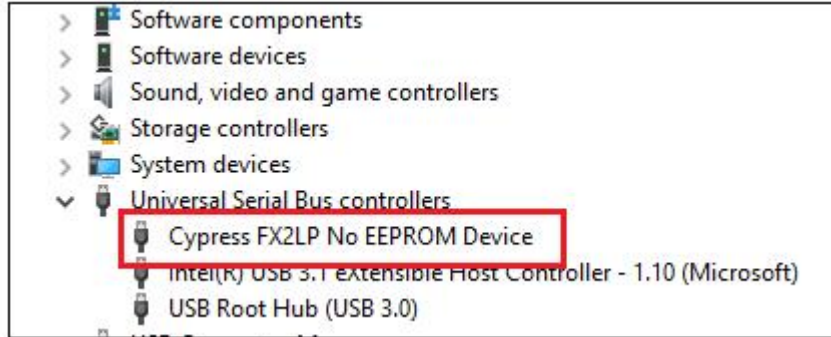 Software components
Software devices
Sound, video and game controllers
Storage controllers
System devices
Universal Serial Bus controllers
Cypress FX2LP No EEPROM Device
Intel(R) USB 3.1 eXtensible Host Controller - 1.10 (Microsoft)
USB Root Hub (USB 3.0)